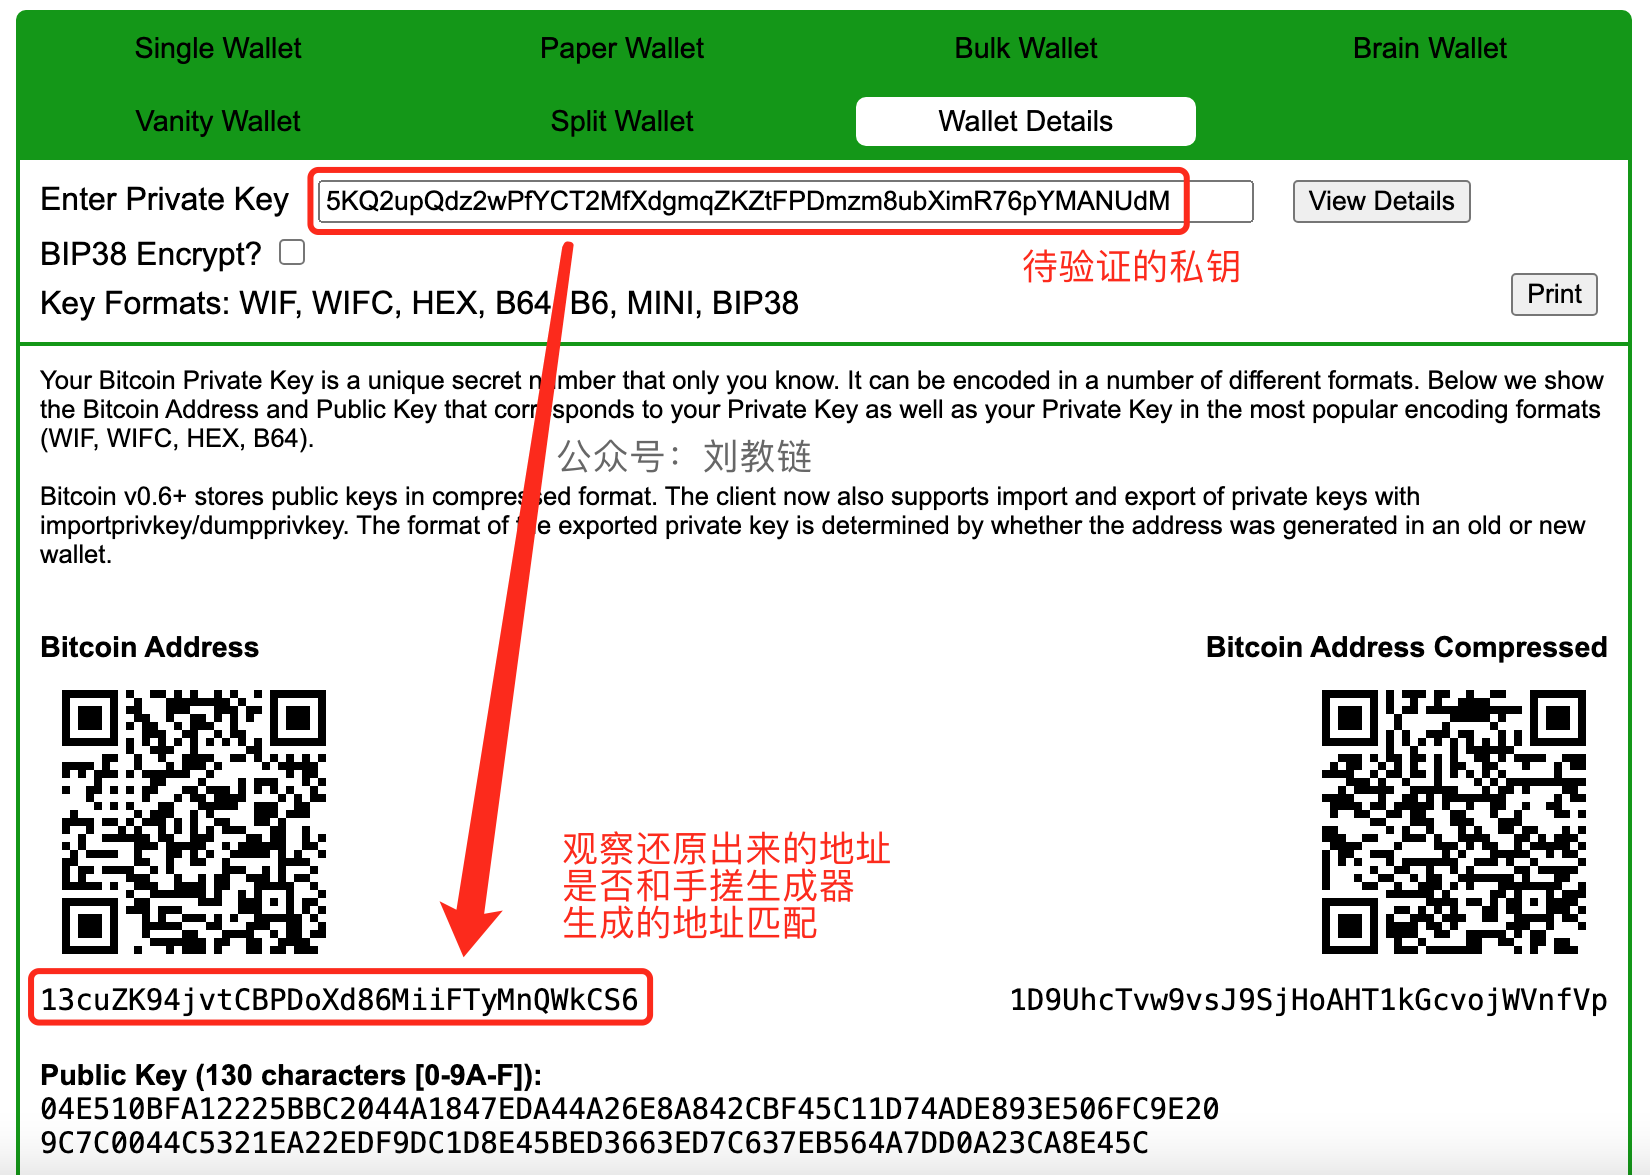 Single Wallet
Paper Wallet
Bulk Wallet
Brain Wallet
Vanity Wallet
Split Wallet
Wallet Details
Enter Private Key
5KQ2upQdz2wPfYCT2MfXdgmqZKZtFPDmzm8ubXimR76pYMANUdM
View Details
BIP38 Encrypt?
待验证的私钥
Key Formats: WIF, WIFC, HEX, B64, B6, MINI, BIP38
Print
Your Bitcoin Private Key is a unique secret number that only you know. It can be encoded in a number of different formats. Below we show
the Bitcoin Address and Public Key that corresponds to your Private Key as well as your Private Key in the most popular encoding formats
(WIF, WIFC, HEX, B64).
公众号：刘教链
Bitcoin v0.6+ stores public keys in compressed format. The client now also supports import and export of private keys with
importprivkey/dumpprivkey. The format of the exported private key is determined by whether the address was generated in an old or new
wallet.
Bitcoin Address
Bitcoin Address Compressed
观察还原出来的地址
是否和手搓生成器
生成的地址匹配
13cuZK94jvtCBPDoXd86MiiFTyMnQWkCS6
1D9UhcTvw9vsJ9SjHoAHT1kGcvojWVnfVp
Public Key (130 characters [0-9A-F]):
04E510BFA12225BBC2044A1847EDA44A26E8A842CBF45C11D74ADE893E506FC9E20
9C7C0044C5321EA22EDF9DC1D8E45BED3663ED7C637EB564A7DD0A23CA8E45C